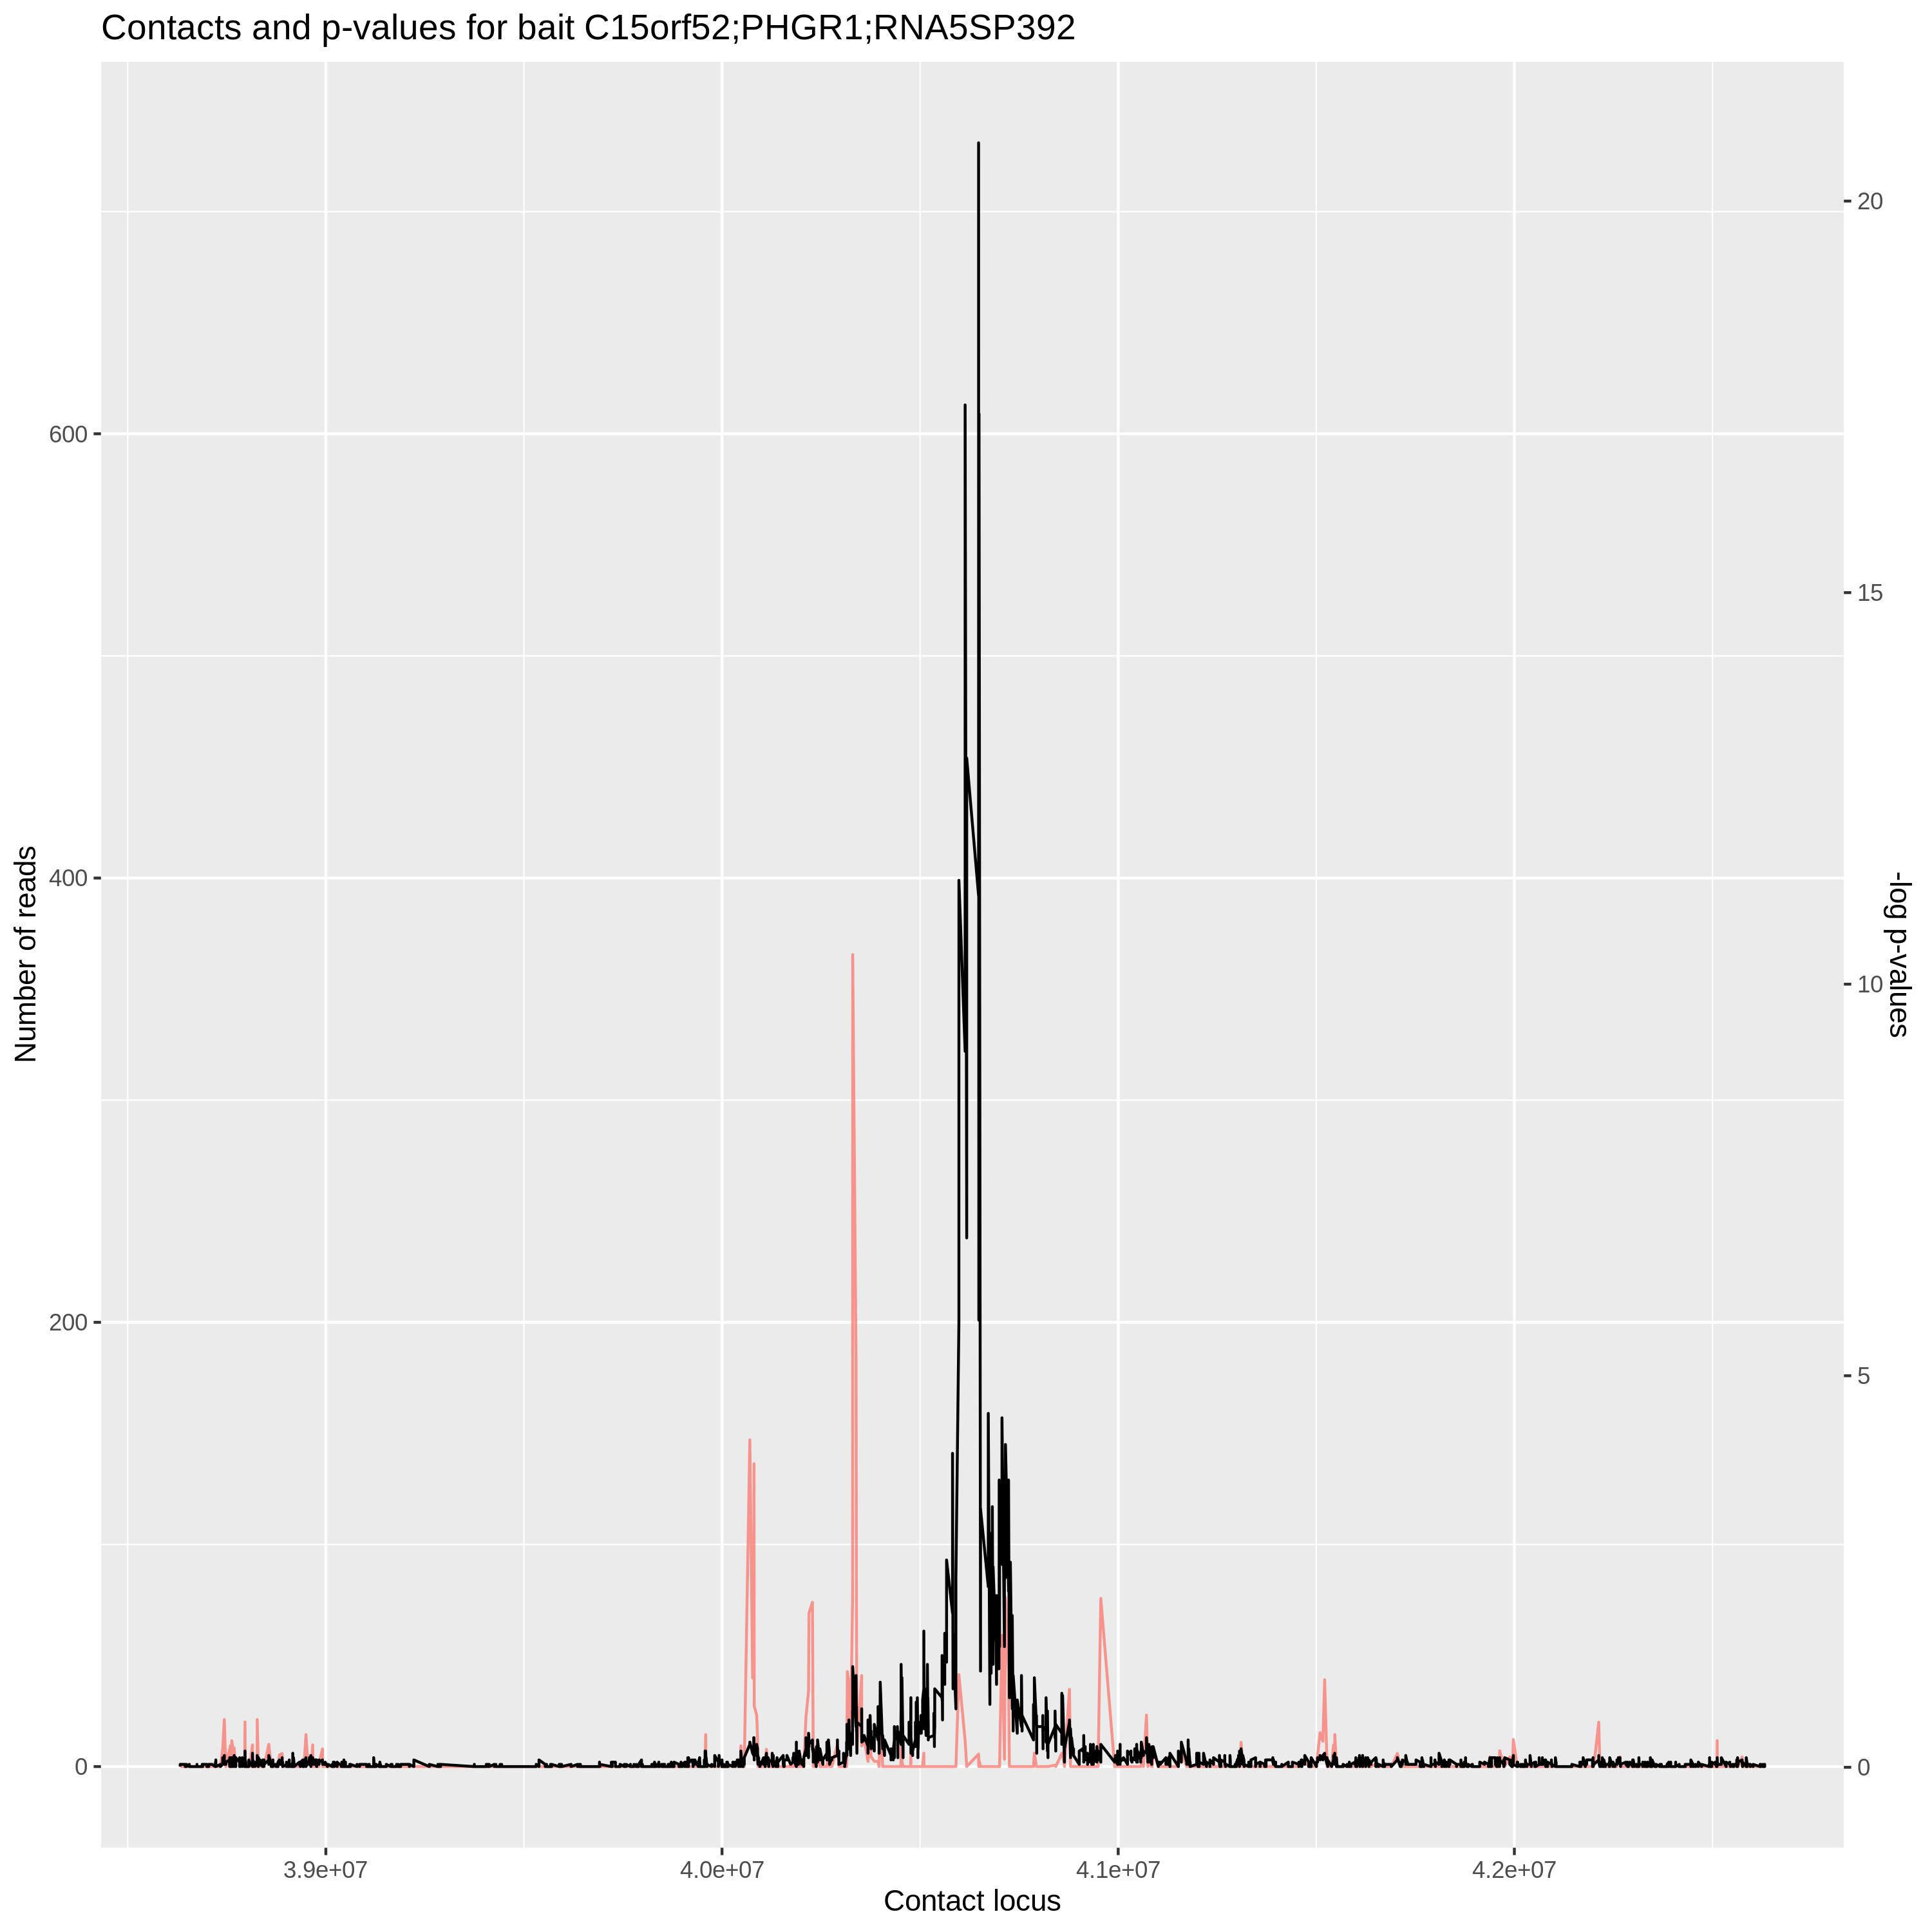 Contacts and p-values for bait C15orf52;PHGR1;RNA5SP392
Number of reads
600
400
200
0
20
15
10
5
0
-log p-values
3.9e+07
4.0e+07
4.1e+07
4.2e+07
Contact locus